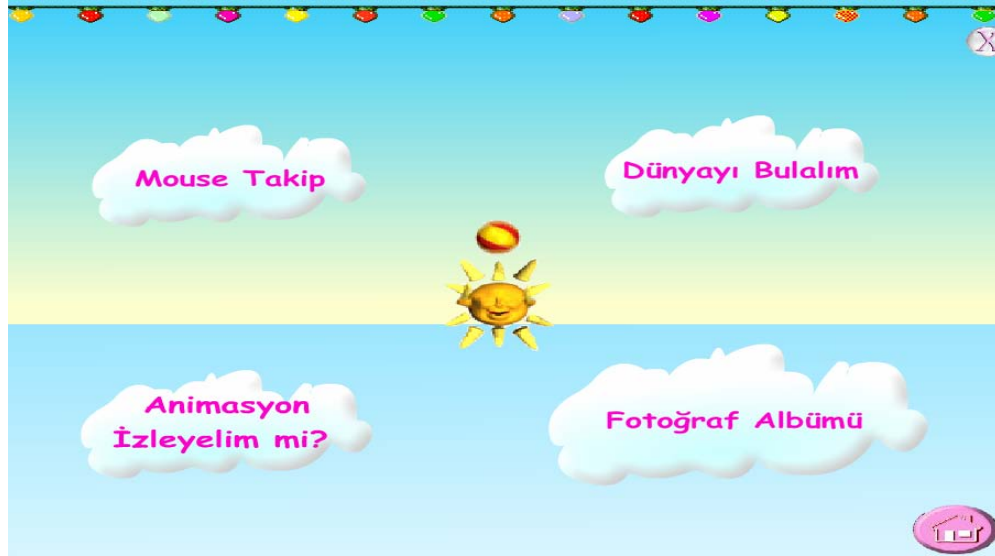 X
Mouse Takip
Dünyayı Bulalım
Animasyon
İzleyelim mi?
Fotoğraf Albümü